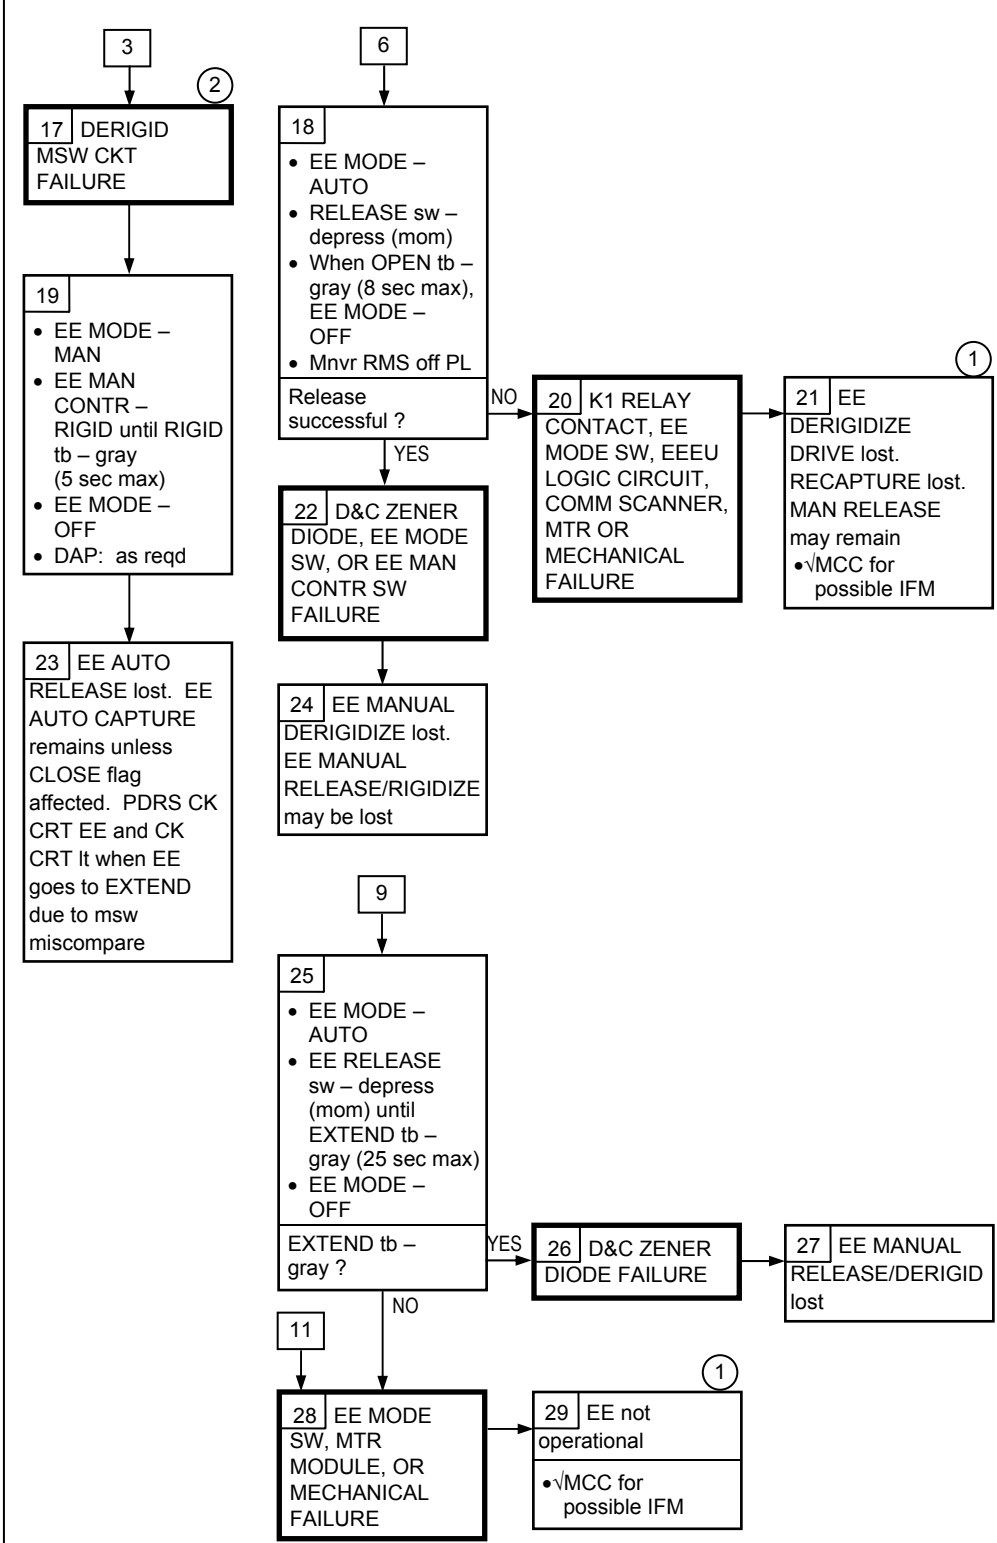 3
2
17 DERIGID
MSW CKT
FAILURE
19
• EE MODE –
MAN
• EE MAN
CONTR –
RIGID until RIGID
tb – gray
(5 sec max)
• EE MODE –
OFF
• DAP: as reqd
23 EE AUTO
RELEASE lost. EE
AUTO CAPTURE
remains unless
CLOSE flag
affected. PDRS CK
CRT EE and CK
CRT lt when EE
goes to EXTEND
due to msw
miscompare
6
18
• EE MODE –
AUTO
• RELEASE sw –
depress (mom)
• When OPEN tb –
gray (8 sec max),
EE MODE –
OFF
• Mnvr RMS off PL
Release
successful ?
NO
YES
20 K1 RELAY
CONTACT, EE
MODE SW, EEEU
LOGIC CIRCUIT,
COMM SCANNER,
MTR OR
MECHANICAL
FAILURE
1
21 EE
DERIGIDIZE
DRIVE lost.
RECAPTURE lost.
MAN RELEASE
may remain
•√MCC for
possible IFM
22 D&C ZENER
DIODE, EE MODE
SW, OR EE MAN
CONTR SW
FAILURE
24 EE MANUAL
DERIGIDIZE lost.
EE MANUAL
RELEASE/RIGIDIZE
may be lost
9
25
• EE MODE –
AUTO
• EE RELEASE
sw – depress
(mom) until
EXTEND tb –
gray (25 sec max)
• EE MODE –
OFF
EXTEND tb –
gray ?
YES
NO
26 D&C ZENER
DIODE FAILURE
27 EE MANUAL
RELEASE/DERIGID
lost
11
28 EE MODE
SW, MTR
MODULE, OR
MECHANICAL
FAILURE
1
29 EE not
operational
•√MCC for
possible IFM